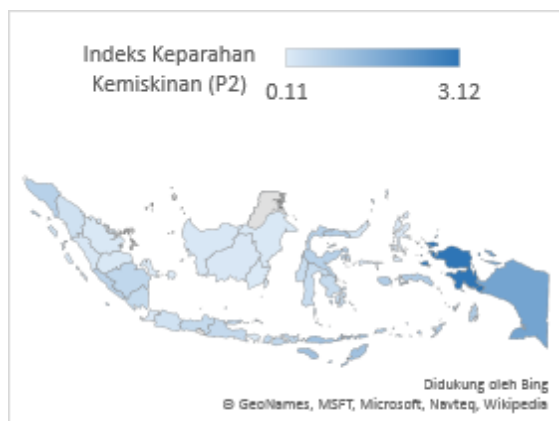 Indeks Keparahan
Kemiskinan (P2)
0.11 3.12
Didukung oleh Bing
© GeoNames, MSFT, Microsoft, Navteq, Wikipedia